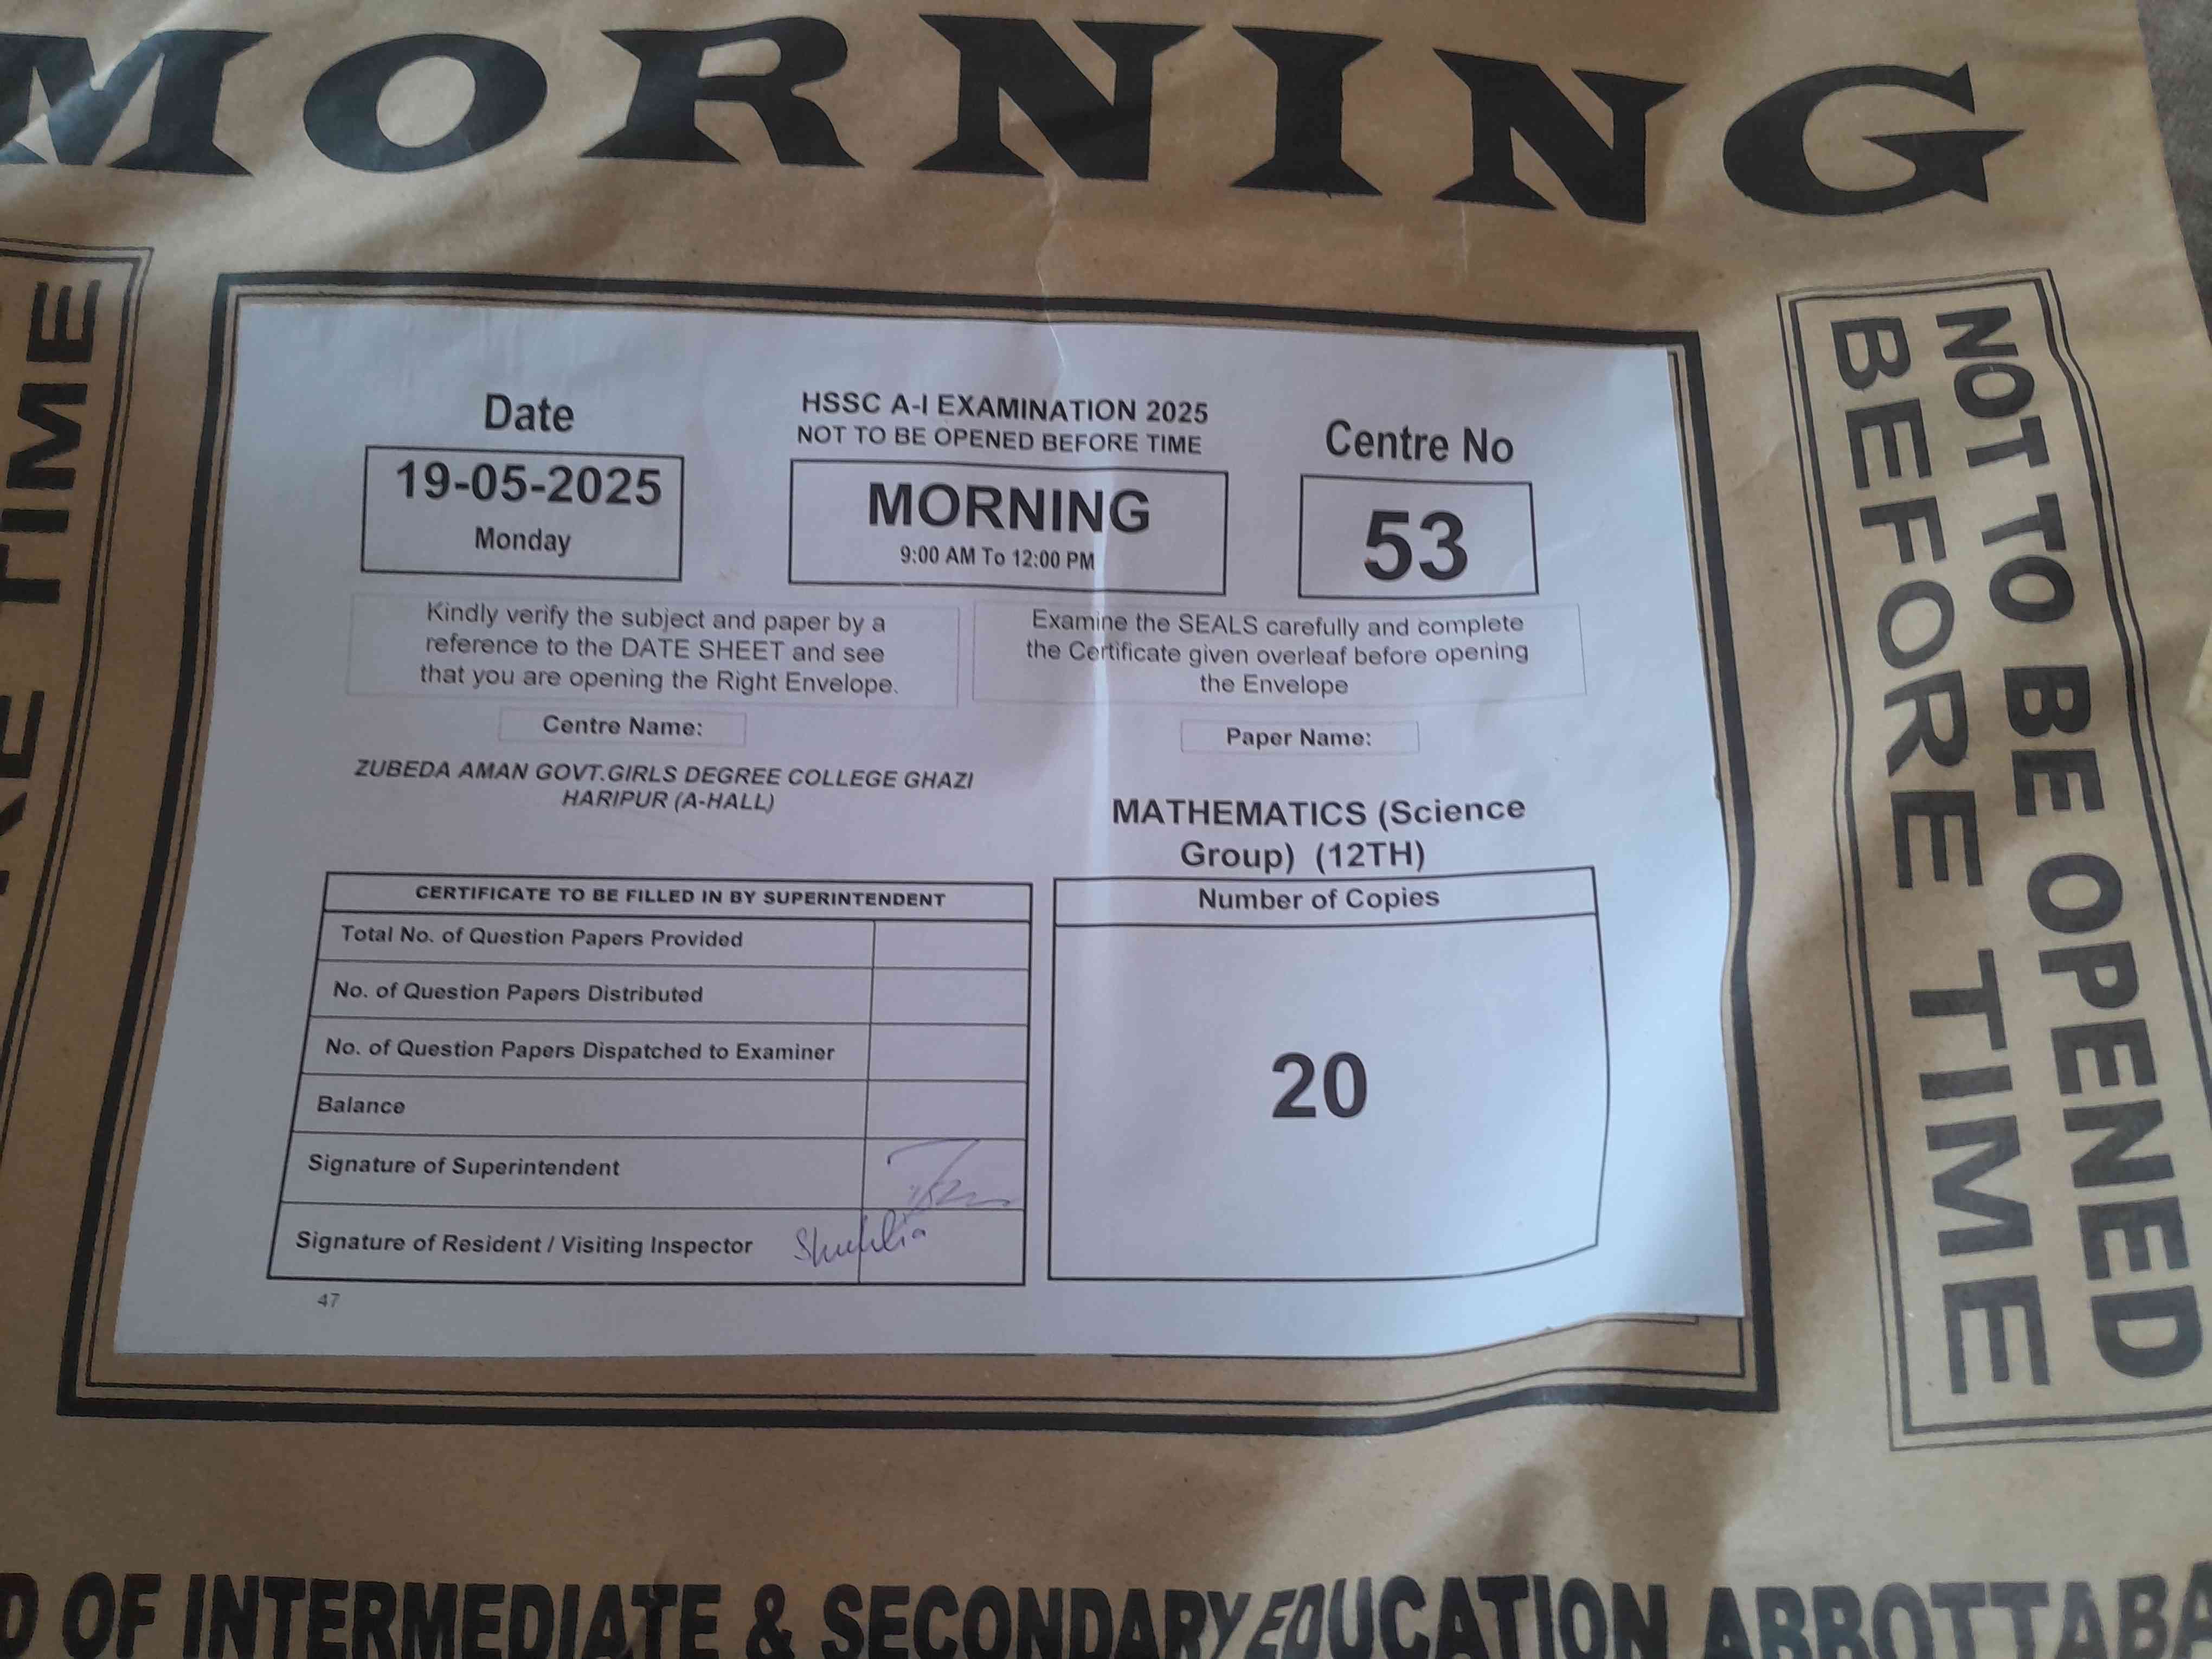 MORNING
RE TIME
Date
19-05-2025
Monday
HSSC A-I EXAMINATION 2025
NOT TO BE OPENED BEFORE TIME
MORNING
9:00 AM To 12:00 PM
Centre No
53
Kindly verify the subject and paper by a
reference to the DATE SHEET and see
that you are opening the Right Envelope.
Examine the SEALS carefully and complete
the Certificate given overleaf before opening
the Envelope
Centre Name:
ZUBEDA AMAN GOVT.GIRLS DEGREE COLLEGE GHAZI
HARIPUR (A-HALL)
Paper Name:
MATHEMATICS (Science
Group) (12TH)
CERTIFICATE TO BE FILLED IN BY SUPERINTENDENT
Total No. of Question Papers Provided
No. of Question Papers Distributed
No. of Question Papers Dispatched to Examiner
Balance
Signature of Superintendent
Signature of Resident / Visiting Inspector
Number of Copies
20
47
NOT TO BE OPENED
BEFORE TIME
D OF INTERMEDIATE & SECONDARY EDUCATION ABBOTTABA